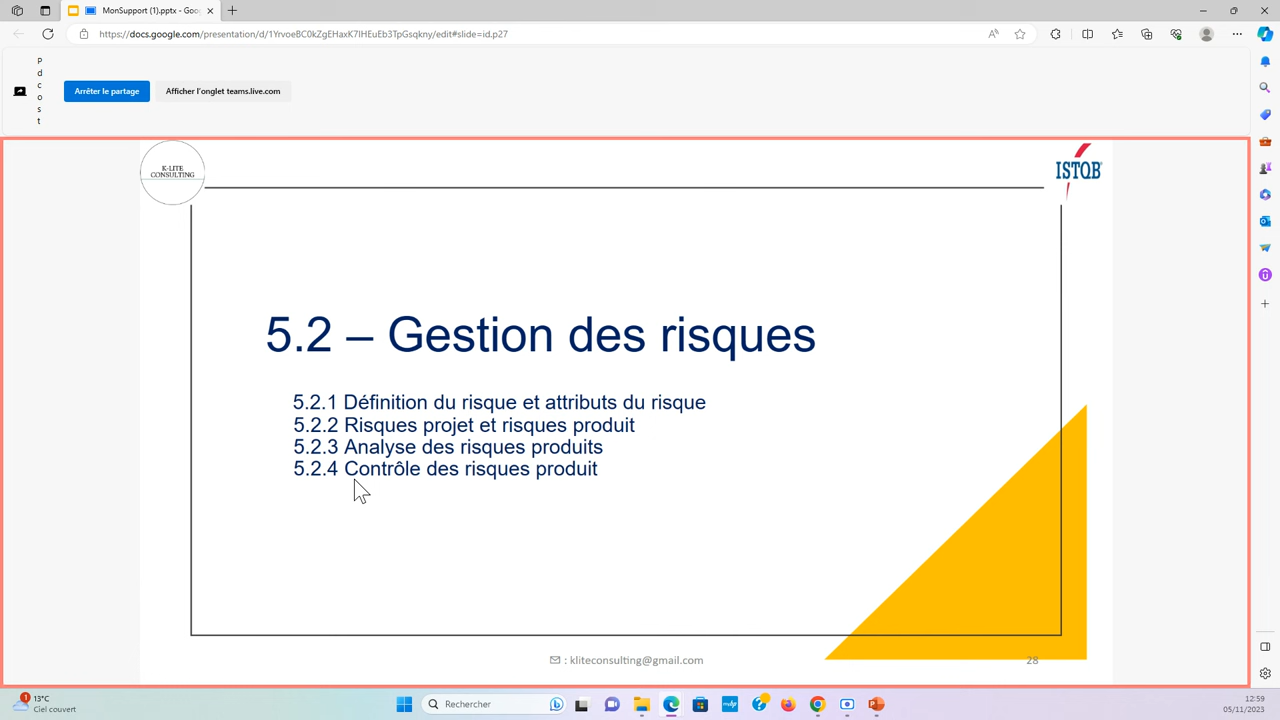 MonSupport (1).pptx - Goo
https://docs.google.com/presentation/d/1YrvoeBC0kZgEHaxK7IHEuEb3TpGsqkny/edit#slide=id.p27
P
d
c
o
s
t
Arrêter le partage
Afficher l'onglet teams.live.com
K-LITE
CONSULTING
ISTQB
5.2 – Gestion des risques
5.2.1 Définition du risque et attributs du risque
5.2.2 Risques projet et risques produit
5.2.3 Analyse des risques produits
5.2.4 Contrôle des risques produit
: kliteconsulting@gmail.com
28
1
13°C
Ciel couvert
Rechercher
12:59
05/11/2023